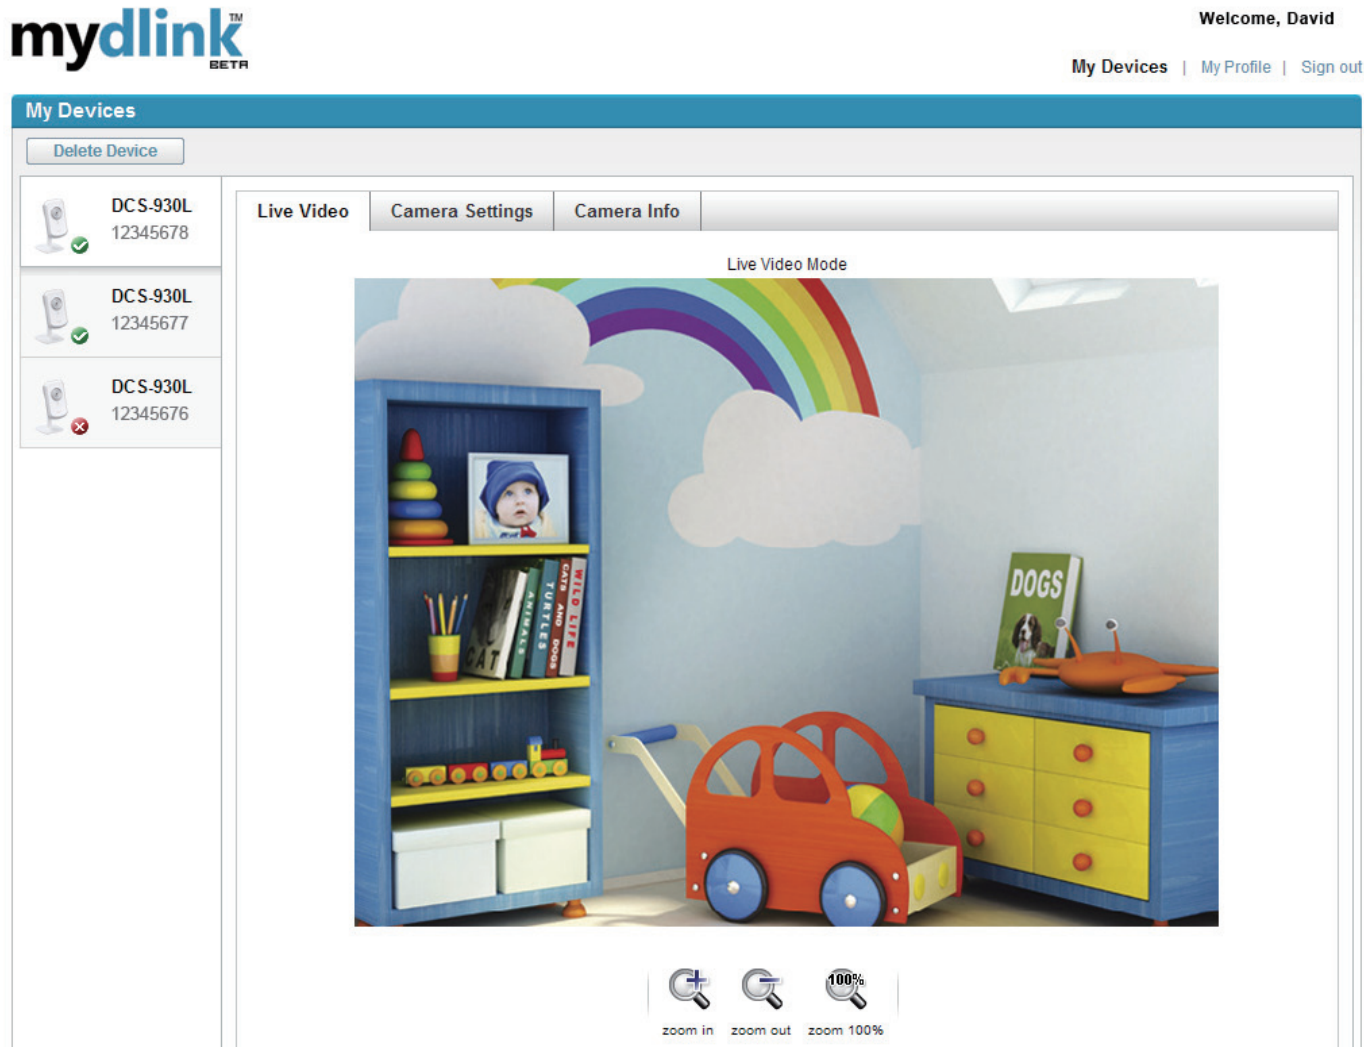 mydlink™
BETA
Welcome, David
My Devices | My Profile | Sign out
My Devices
Delete Device
DCS-930L
12345678
DCS-930L
12345677
DCS-930L
12345676
Live Video
Camera Settings
Camera Info
Live Video Mode
CAT
ANIMALS
TURTLES
CATS AND DOGS
WILD LIFE
DOGS
100%
zoom in
zoom out
zoom 100%